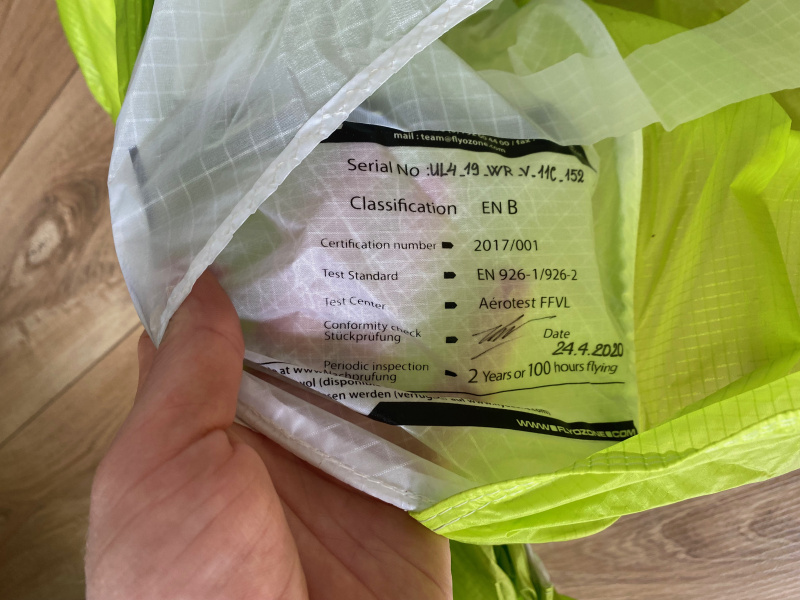 mail : team@flyozone.com
Serial No :UL4_19_WR_V_11C_152
Classification EN B
Certification number 2017/001
Test Standard EN 926-1/926-2
Test Center Aérotest FFVL
Conformity check
Stückprüfung Date 24.4.2020
Periodic inspection
Nachprüfung 2 Years or 100 hours flying
WWW.FLYOZONE.COM